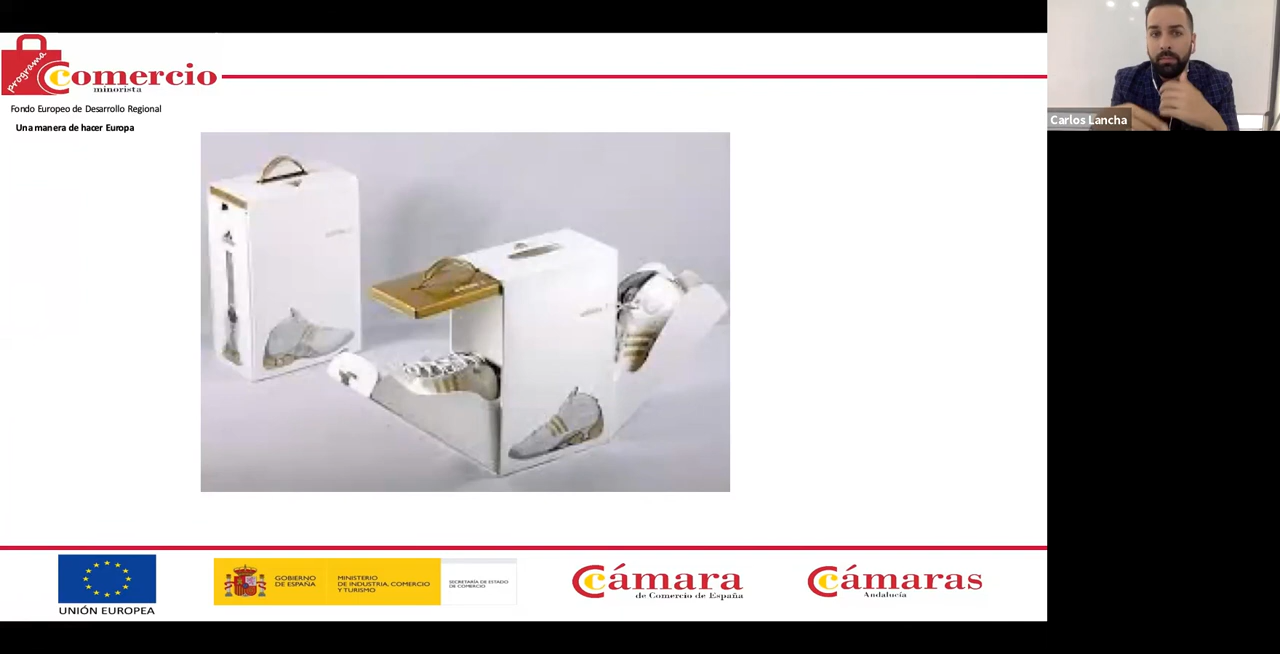 programa
Comercio
minorista
Fondo Europeo de Desarrollo Regional
Una manera de hacer Europa
Carlos Lancha
UNIÓN EUROPEA
GOBIERNO
DE ESPAÑA
MINISTERIO
DE INDUSTRIA, COMERCIO
Y TURISMO
SECRETARÍA DE ESTADO
DE COMERCIO
Cámara
de Comercio de España
Cámaras
Andalucía